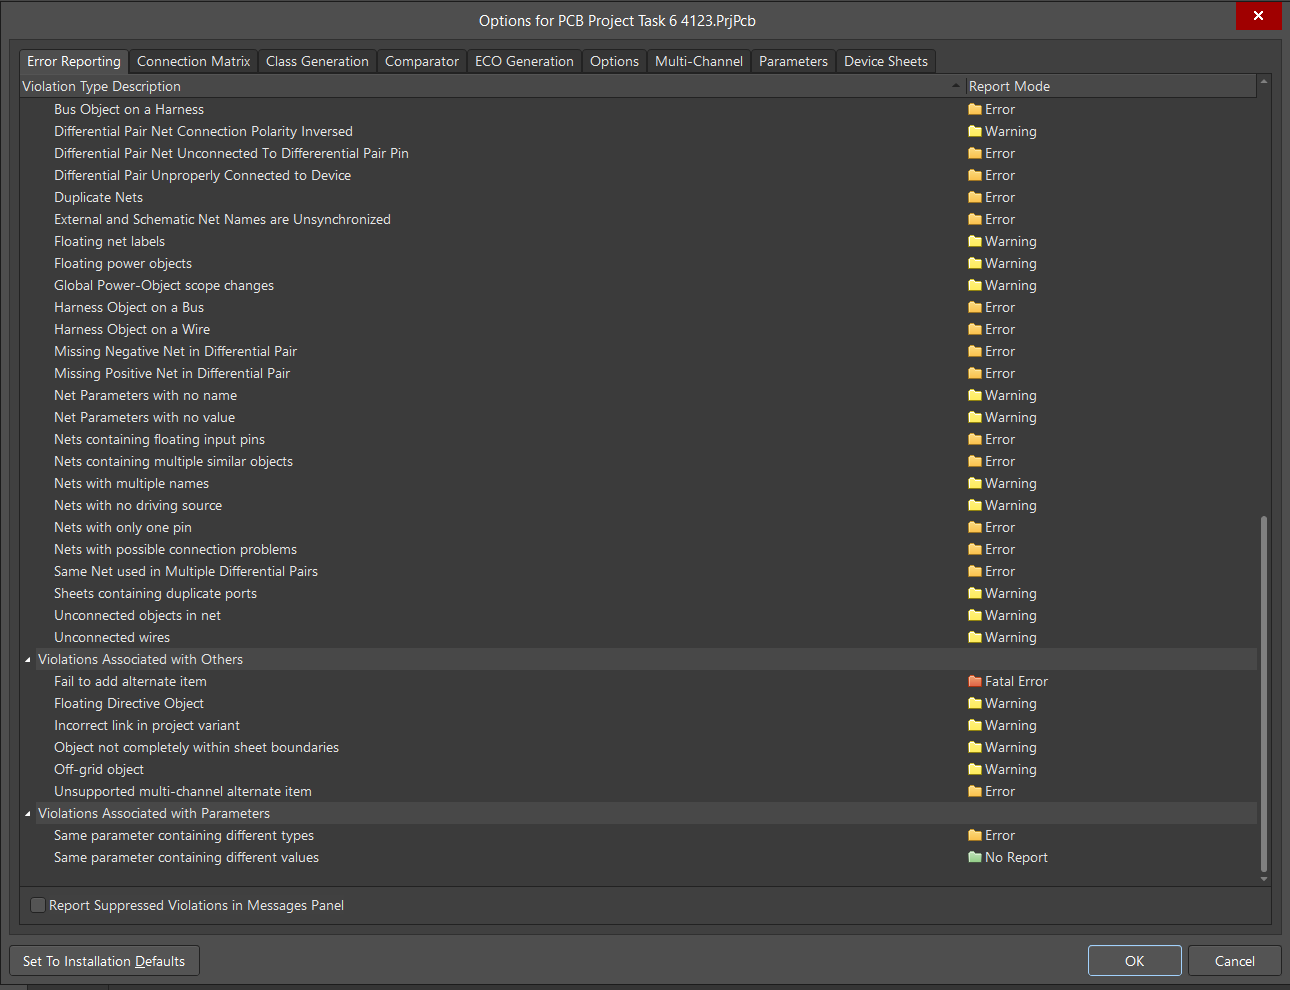 Options for PCB Project Task 6 4123.PrjPcb
Error Reporting Connection Matrix Class Generation Comparator ECO Generation Options Multi-Channel Parameters Device Sheets
Violation Type Description Report Mode
Bus Object on a Harness Error
Differential Pair Net Connection Polarity Inversed Warning
Differential Pair Net Unconnected To Differerential Pair Pin Error
Differential Pair Unproperly Connected to Device Error
Duplicate Nets Error
External and Schematic Net Names are Unsynchronized Error
Floating net labels Warning
Floating power objects Warning
Global Power-Object scope changes Warning
Harness Object on a Bus Error
Harness Object on a Wire Error
Missing Negative Net in Differential Pair Error
Missing Positive Net in Differential Pair Error
Net Parameters with no name Warning
Net Parameters with no value Warning
Nets containing floating input pins Error
Nets containing multiple similar objects Error
Nets with multiple names Warning
Nets with no driving source Warning
Nets with only one pin Error
Nets with possible connection problems Error
Same Net used in Multiple Differential Pairs Error
Sheets containing duplicate ports Warning
Unconnected objects in net Warning
Unconnected wires Warning
Violations Associated with Others
Fail to add alternate item Fatal Error
Floating Directive Object Warning
Incorrect link in project variant Warning
Object not completely within sheet boundaries Warning
Off-grid object Warning
Unsupported multi-channel alternate item Error
Violations Associated with Parameters
Same parameter containing different types Error
Same parameter containing different values No Report
Report Suppressed Violations in Messages Panel
Set To Installation Defaults OK Cancel